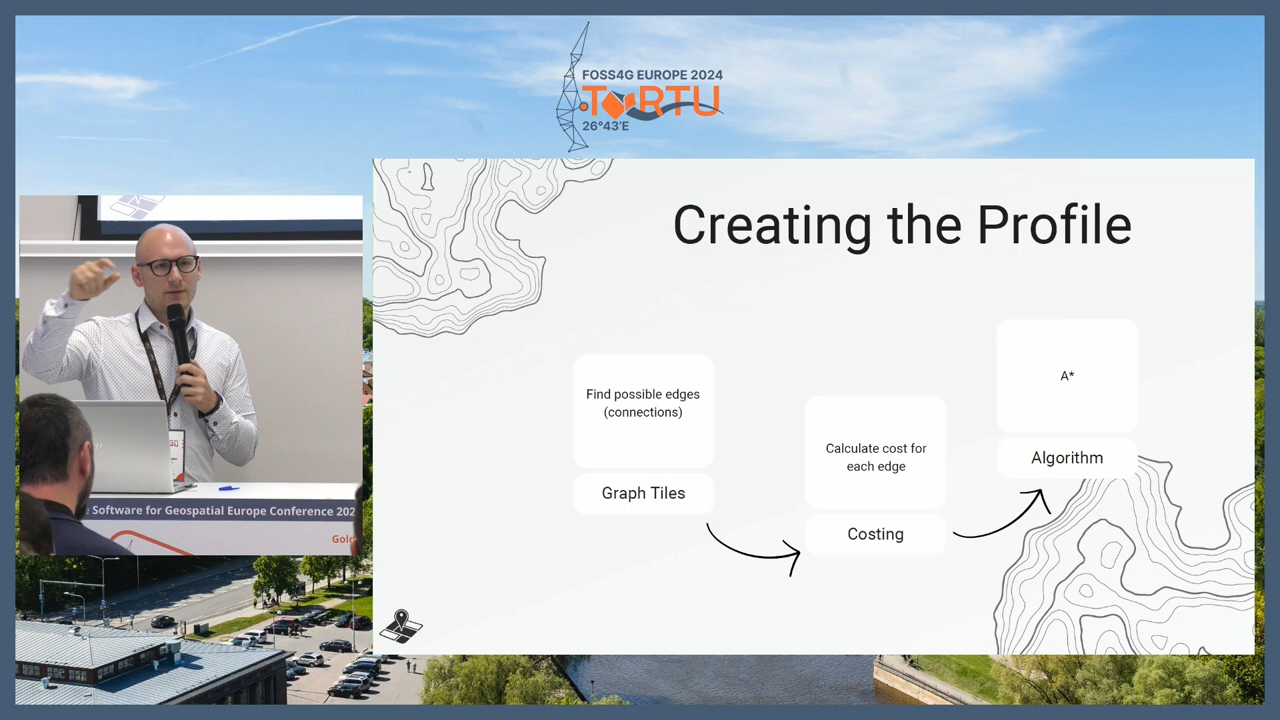 FOSS4G EUROPE 2024
TARTU
26°43'E
Creating the Profile
Find possible edges
(connections)
Graph Tiles
Calculate cost for
each edge
Costing
A*
Algorithm
Software for Geospatial Europe Conference 202